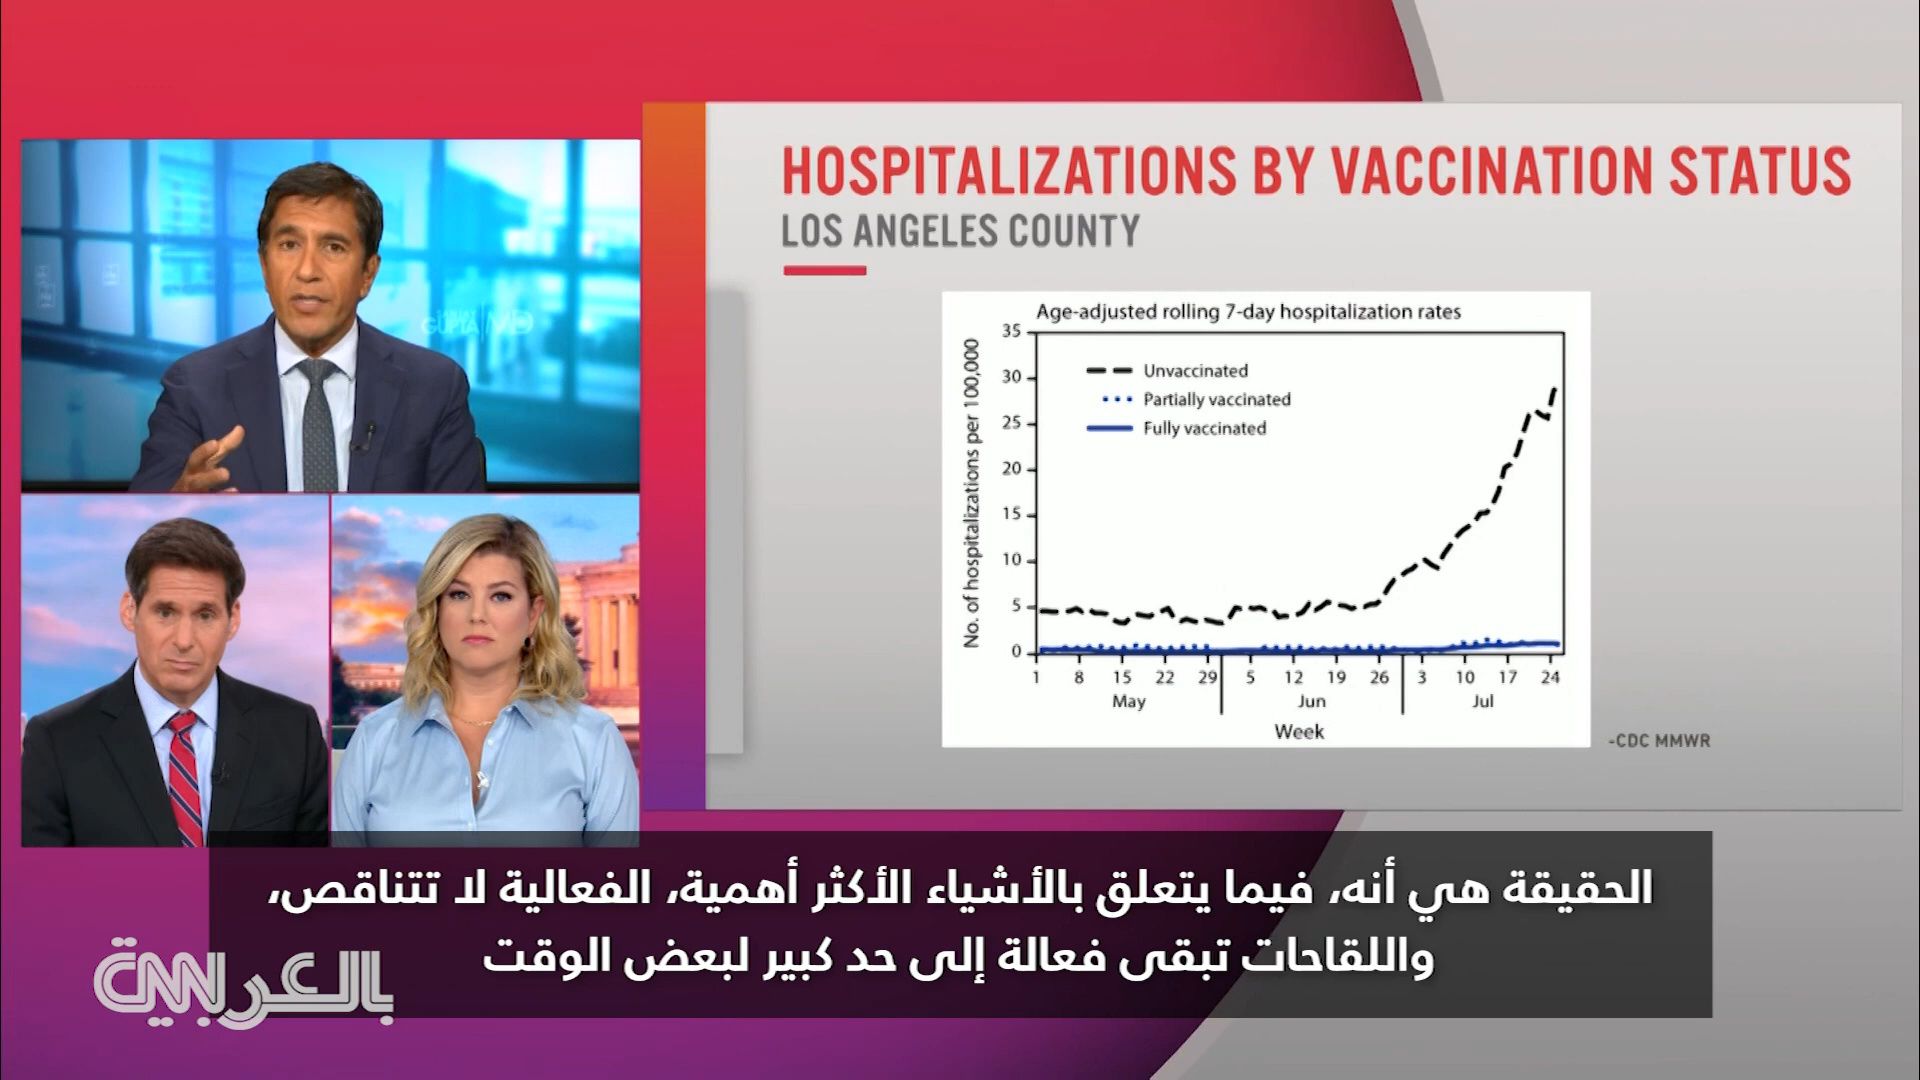 HOSPITALIZATIONS BY VACCINATION STATUS
LOS ANGELES COUNTY
Age-adjusted rolling 7-day hospitalization rates
No. of hospitalizations per 100,000
35
30
25
20
15
10
5
0
Unvaccinated
Partially vaccinated
Fully vaccinated
1 8 15 22 29 5 12 19 26 3 10 17 24
May Jun Jul
Week
-CDC MMWR
GUPTA MD
الحقيقة هي أنه، فيما يتعلق بالأشياء الأكثر أهمية، الفعالية لا تتناقص،
واللقاحات تبقى فعالة إلى حد كبير لبعض الوقت
CNN بالعربية